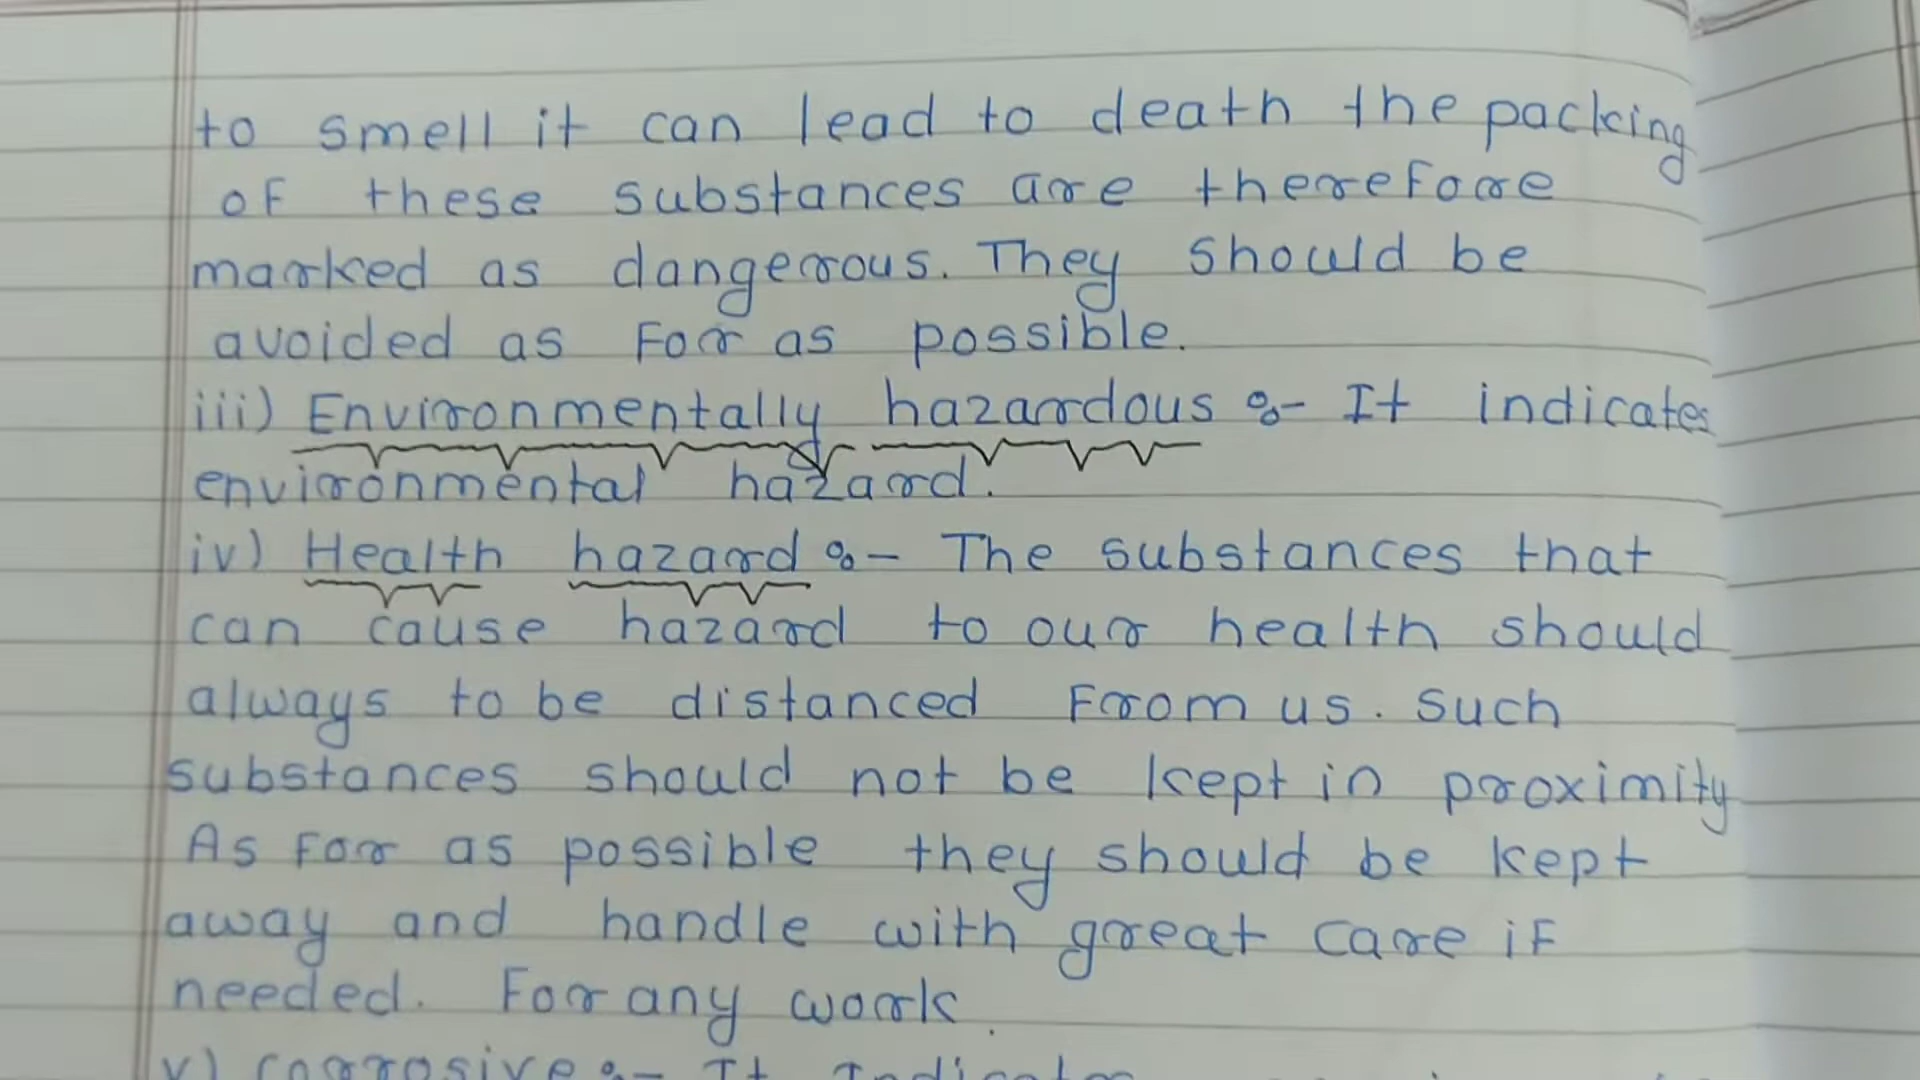 to smell it can lead to death the packing
of these substances are therefore
marked as dangerous. They should be
avoided as far as possible.
iii) Environmentally hazardous :- It indicates
environmental hazard.
iv) Health hazard :- The substances that
can cause hazard to our health should
always to be distanced from us. Such
substances should not be kept in proximity
As far as possible they should be kept
away and handle with great care if
needed. For any work.
v) Corrosive :- It Indicates